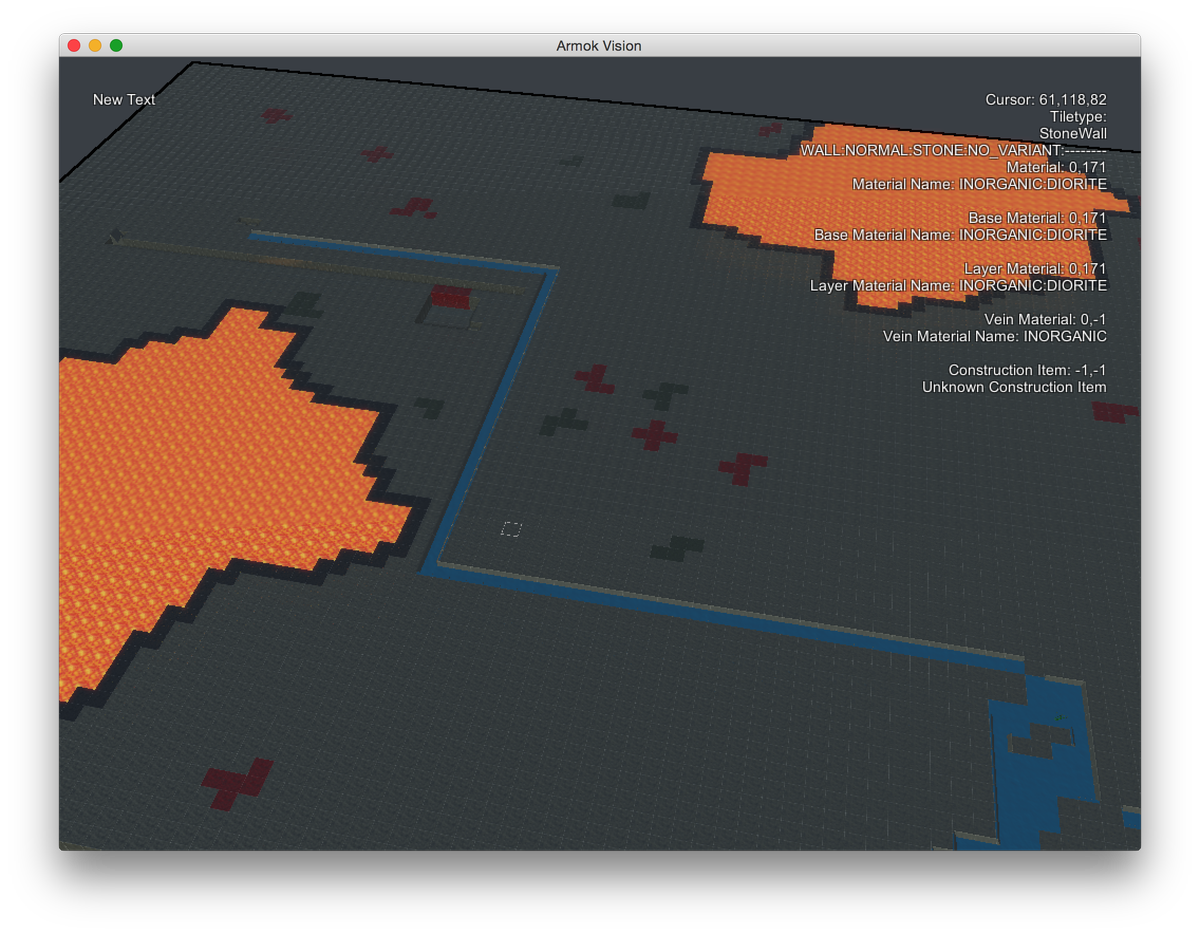 Armok Vision
New Text
Cursor: 61,118,82
Tiletype:
StoneWall
WALL:NORMAL:STONE:NO_VARIANT:--------
Material: 0,171
Material Name: INORGANIC:DIORITE
Base Material: 0,171
Base Material Name: INORGANIC:DIORITE
Layer Material: 0,171
Layer Material Name: INORGANIC:DIORITE
Vein Material: 0,-1
Vein Material Name: INORGANIC
Construction Item: -1,-1
Unknown Construction Item